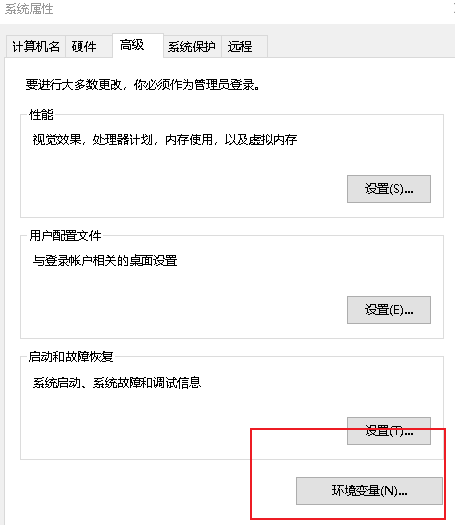 系统属性
计算机名 硬件 高级 系统保护 远程
要进行大多数更改，你必须作为管理员登录。
性能
视觉效果，处理器计划，内存使用，以及虚拟内存
设置(S)...
用户配置文件
与登录帐户相关的桌面设置
设置(E)...
启动和故障恢复
系统启动、系统故障和调试信息
设置(T)...
环境变量(N)...